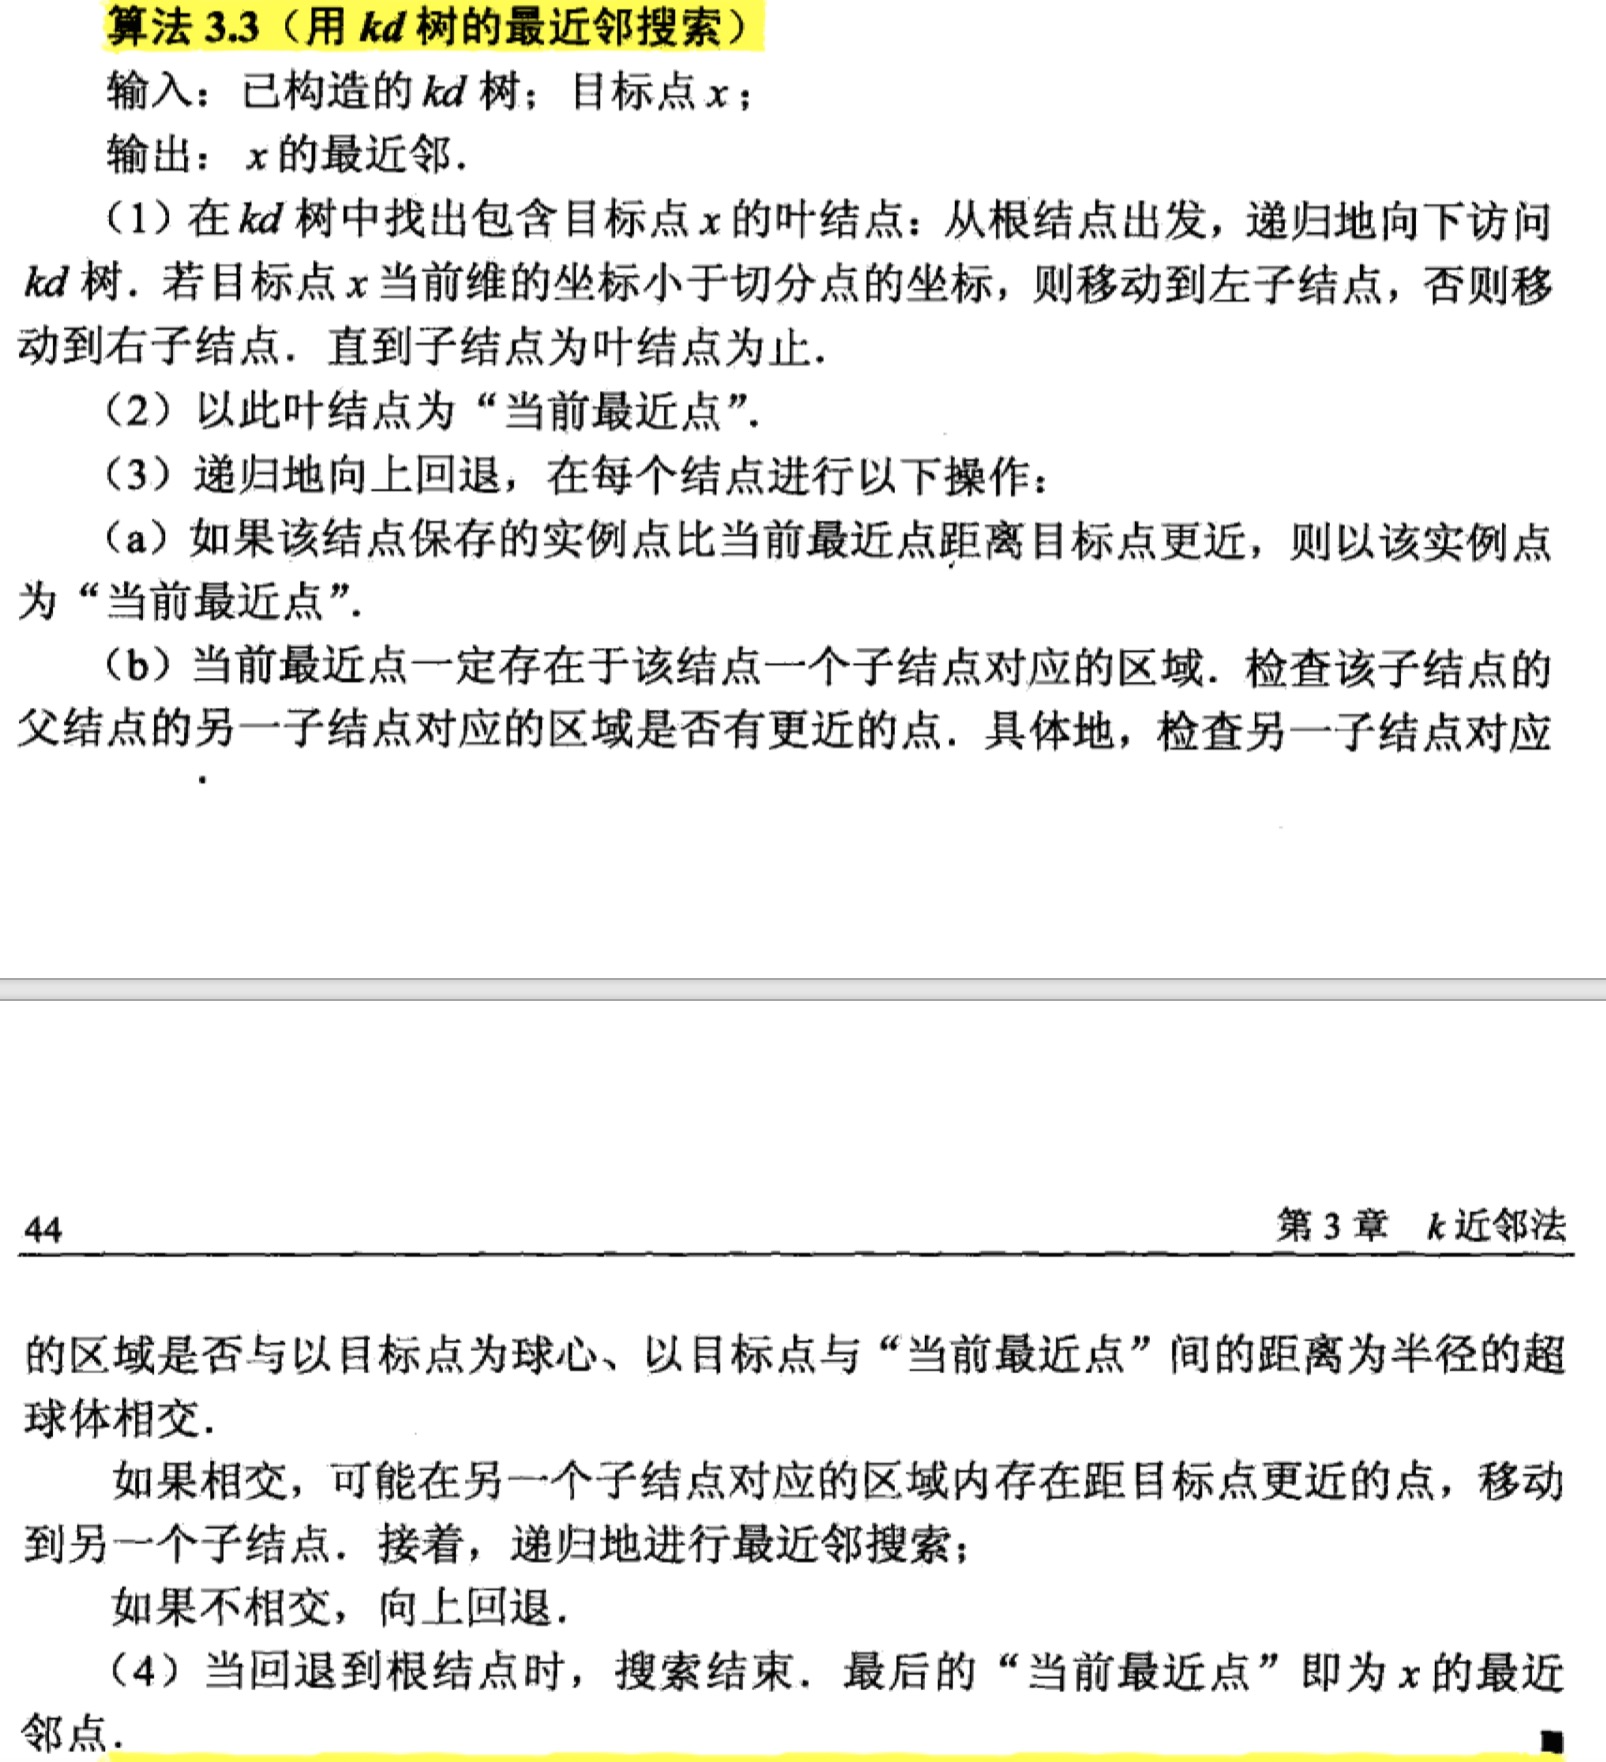 算法 3.3（用 kd 树的最近邻搜索）
输入：已构造的 kd 树；目标点 x；
输出： x 的最近邻．
（1）在 kd 树中找出包含目标点 x 的叶结点：从根结点出发，递归地向下访问
kd 树．若目标点 x 当前维的坐标小于切分点的坐标，则移动到左子结点，否则移
动到右子结点．直到子结点为叶结点为止．
（2）以此叶结点为“当前最近点”．
（3）递归地向上回退，在每个结点进行以下操作：
（a）如果该结点保存的实例点比当前最近点距离目标点更近，则以该实例点
为“当前最近点”．
（b）当前最近点一定存在于该结点一个子结点对应的区域．检查该子结点的
父结点的另一子结点对应的区域是否有更近的点．具体地，检查另一子结点对应
44
第 3 章 k 近邻法
的区域是否与以目标点为球心、以目标点与“当前最近点”间的距离为半径的超
球体相交．
如果相交，可能在另一个子结点对应的区域内存在距目标点更近的点，移动
到另一个子结点．接着，递归地进行最近邻搜索；
如果不相交，向上回退．
（4）当回退到根结点时，搜索结束．最后的“当前最近点”即为 x 的最近
邻点．